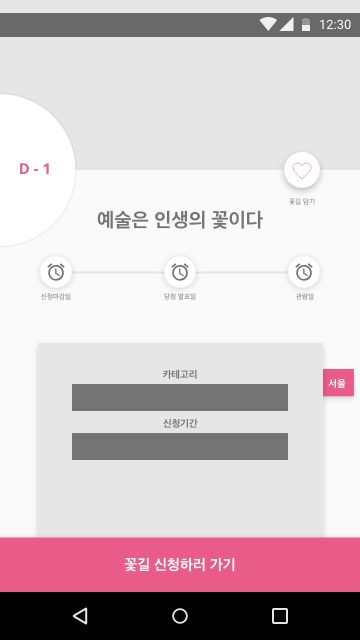 12:30
D - 1
꽃길 담기
예술은 인생의 꽃이다
신청마감일
당첨 발표일
관람일
카테고리
서울
신청기간
꽃길 신청하러 가기